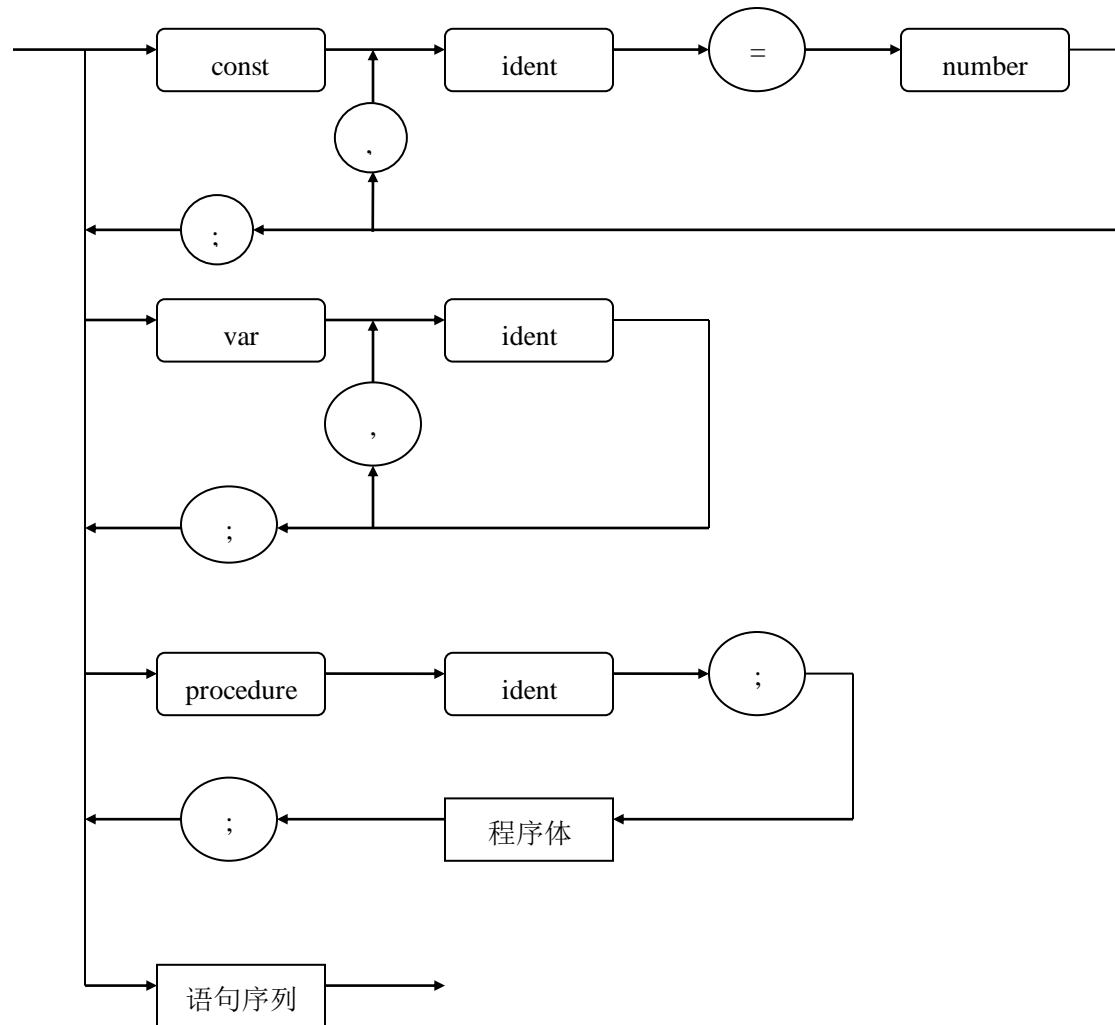 const
ident
=
number
,
;
var
ident
,
;
procedure
ident
;
;
程序体
语句序列